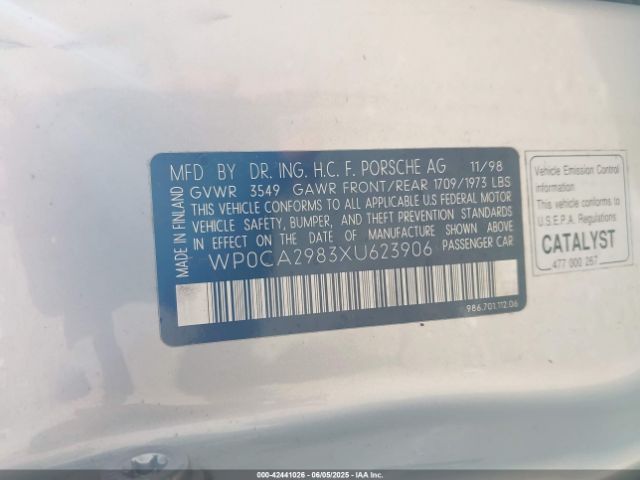 MADE IN FINLAND
MFD BY DR. ING. H.C. F. PORSCHE AG 11/98
GVWR 3549 GAWR FRONT/REAR 1709/1973 LBS
THIS VEHICLE CONFORMS TO ALL APPLICABLE U.S FEDERAL MOTOR
VEHICLE SAFETY, BUMPER, AND THEFT PREVENTION STANDARDS
IN EFFECT ON THE DATE OF MANUFACTURE SHOWN ABOVE
WP0CA2983XU623906 PASSENGER CAR
986.701.112.06
Vehicle Emission Control
Information
This vehicle conforms to
U.S.E.P.A. Regulations
CATALYST
477 000 267
000-42441026 - 06/05/2025 - IAAI.COM